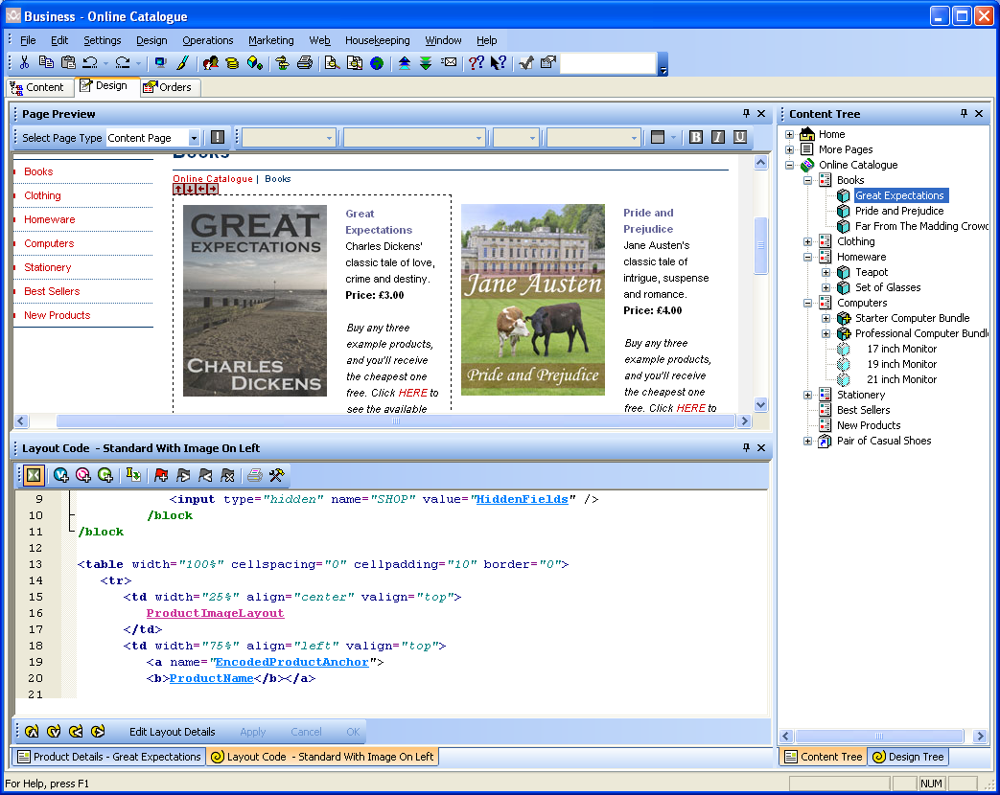 Business - Online Catalogue
File Edit Settings Design Operations Marketing Web Housekeeping Window Help
Content Design Orders
Page Preview
Select Page Type Content Page
B I U
Books
Online Catalogue | Books
Books
Clothing
Homeware
Computers
Stationery
Best Sellers
New Products
GREAT
EXPECTATIONS
CHARLES
DICKENS
Great
Expectations
Charles Dickens'
classic tale of love,
crime and destiny.
Price: £3.00
Buy any three
example products,
and you'll receive
the cheapest one
free. Click HERE to
see the available
Jane Austen
Pride and Prejudice
Pride and
Prejudice
Jane Austen's
classic tale of
intrigue, suspense
and romance.
Price: £4.00
Buy any three
example products,
and you'll receive
the cheapest one
free. Click HERE to
Layout Code - Standard With Image On Left
9 <input type="hidden" name="SHOP" value="HiddenFields" />
10 /block
11 /block
12
13 <table width="100%" cellspacing="0" cellpadding="10" border="0">
14 <tr>
15 <td width="25%" align="center" valign="top">
16 ProductImageLayout
17 </td>
18 <td width="75%" align="left" valign="top">
19 <a name="EncodedProductAnchor">
20 <b>ProductName</b></a>
21
Edit Layout Details Apply Cancel OK
Product Details - Great Expectations Layout Code - Standard With Image On Left
Content Tree
Home
More Pages
Online Catalogue
Books
Great Expectations
Pride and Prejudice
Far From The Madding Crowd
Clothing
Homeware
Teapot
Set of Glasses
Computers
Starter Computer Bundle
Professional Computer Bundl
17 inch Monitor
19 inch Monitor
21 inch Monitor
Stationery
Best Sellers
New Products
Pair of Casual Shoes
Content Tree Design Tree
For Help, press F1
NUM